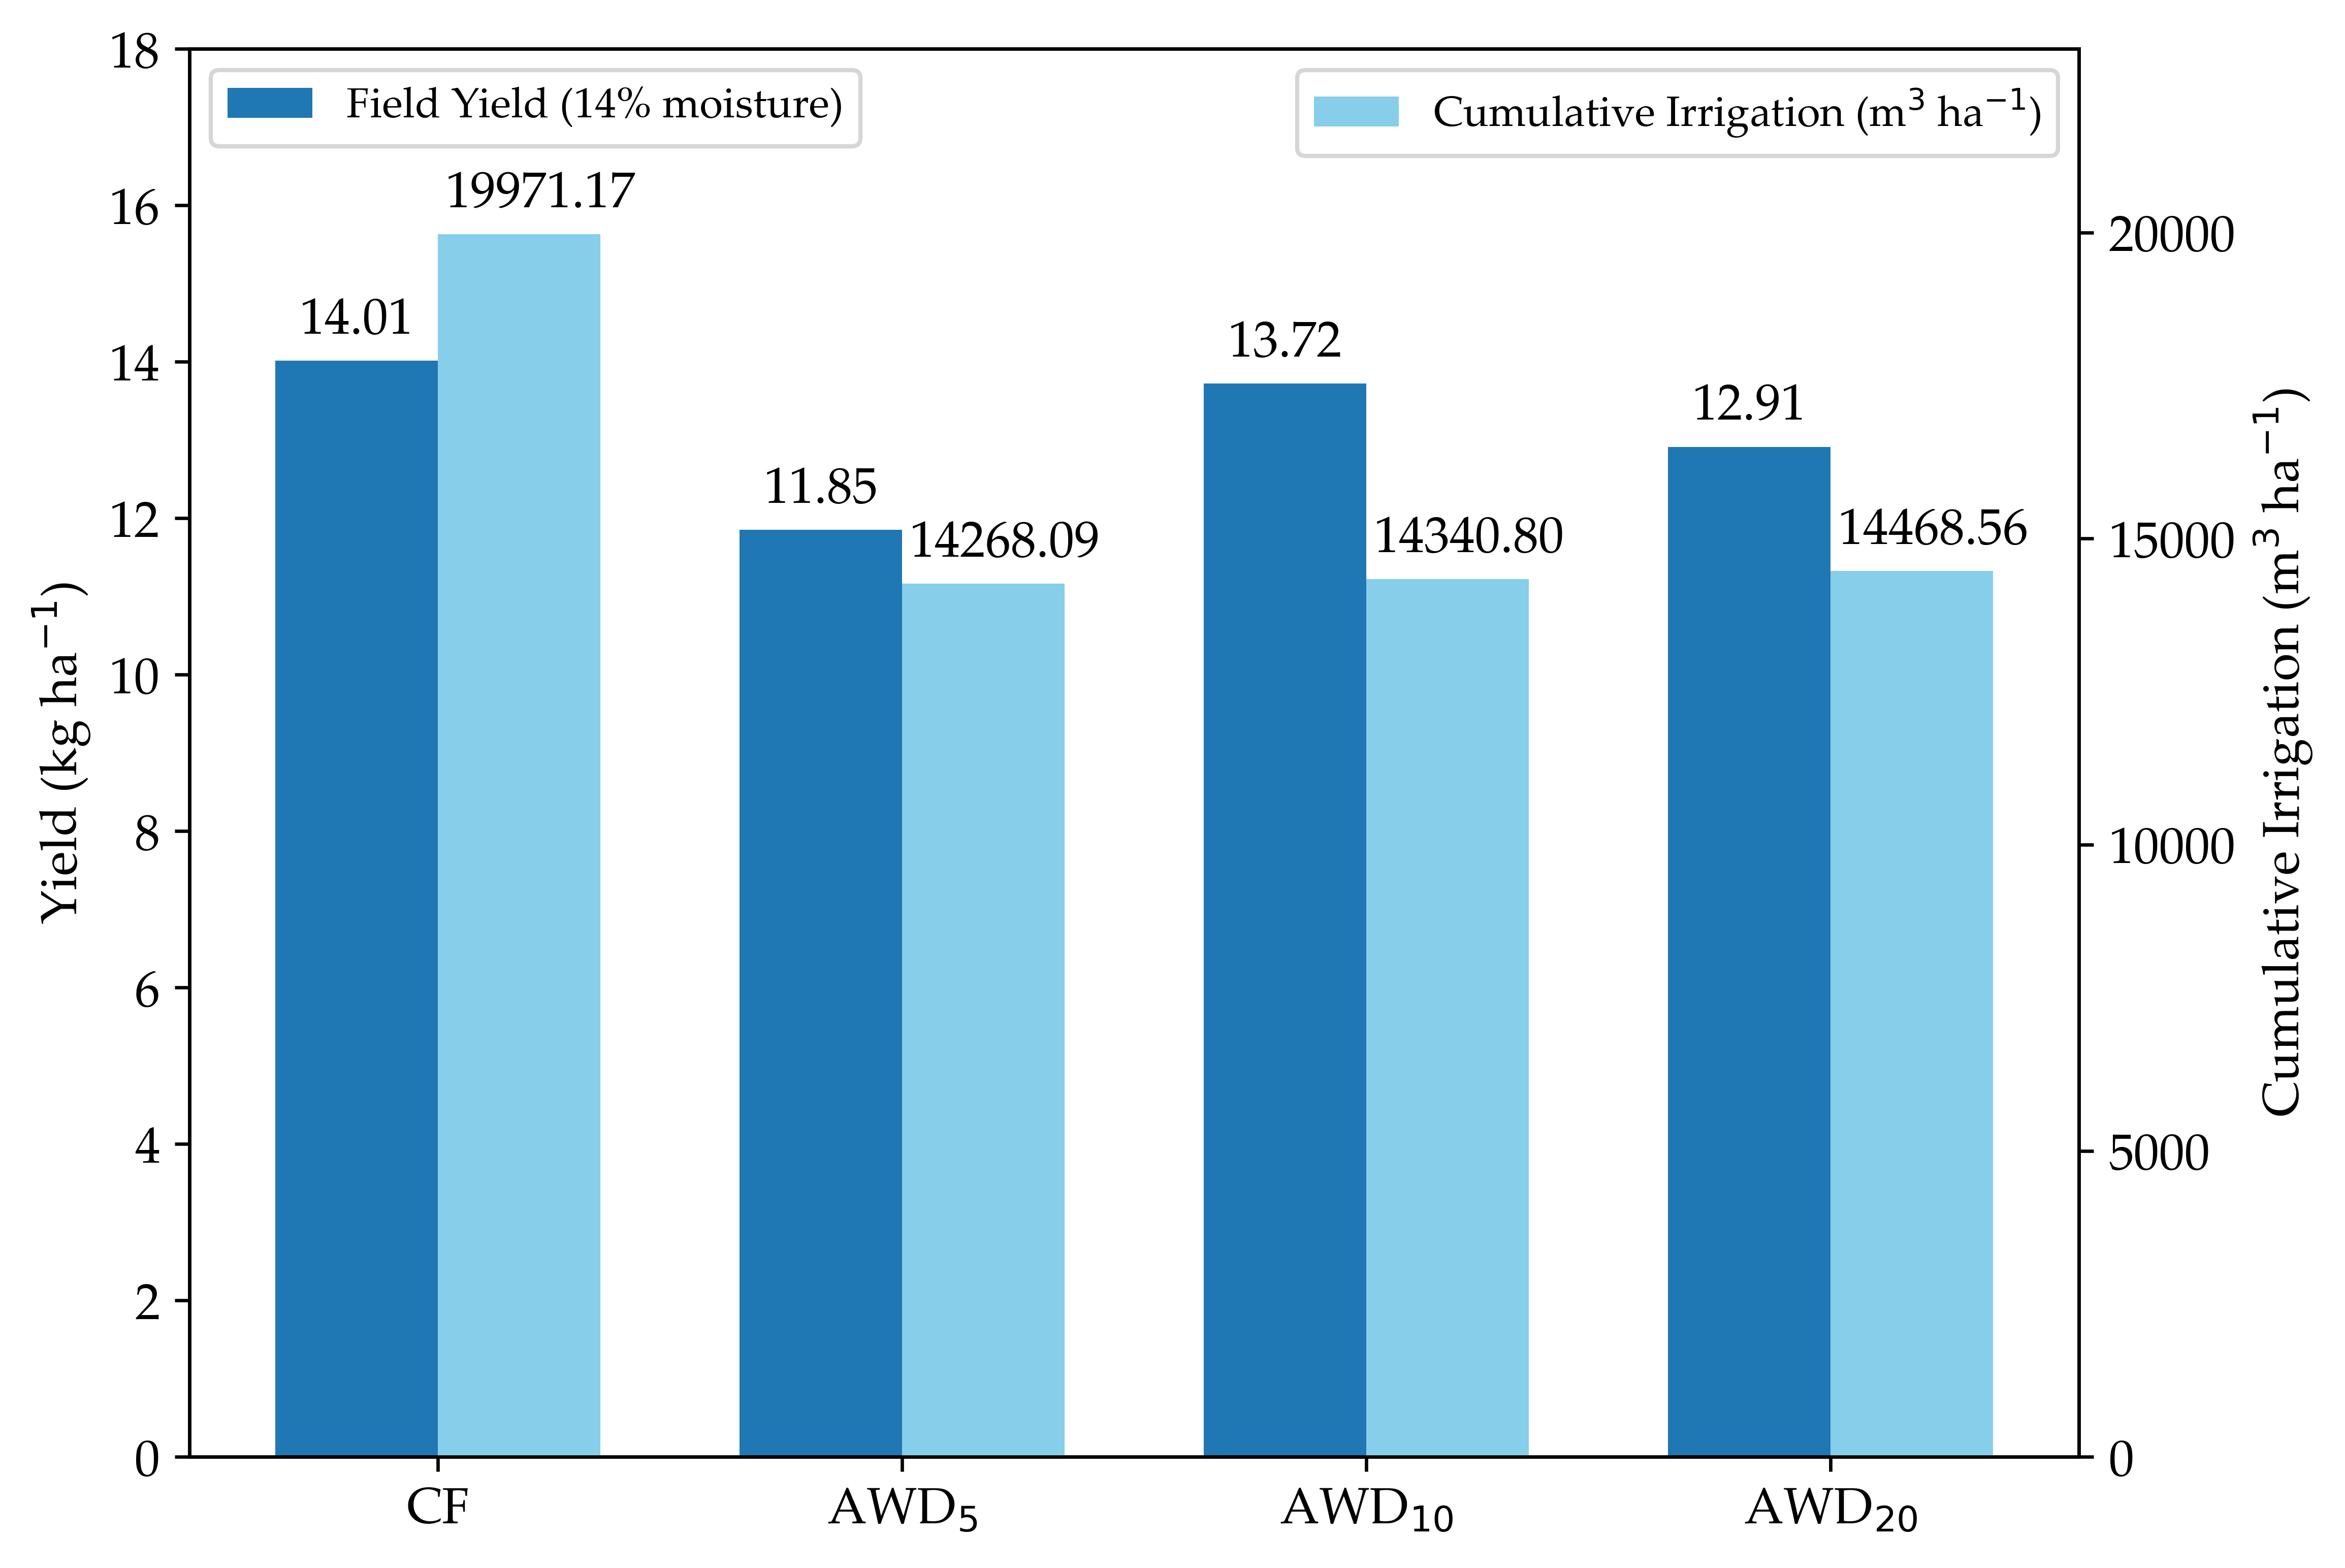 Field Yield (14% moisture)
Cumulative Irrigation (m³ ha⁻¹)
Yield (kg ha⁻¹)
18
16
14
12
10
8
6
4
2
0
19971.17
14.01
11.85
14268.09
13.72
14340.80
12.91
14468.56
20000
15000
10000
5000
0
Cumulative Irrigation (m³ ha⁻¹)
CF
AWD₅
AWD₁₀
AWD₂₀